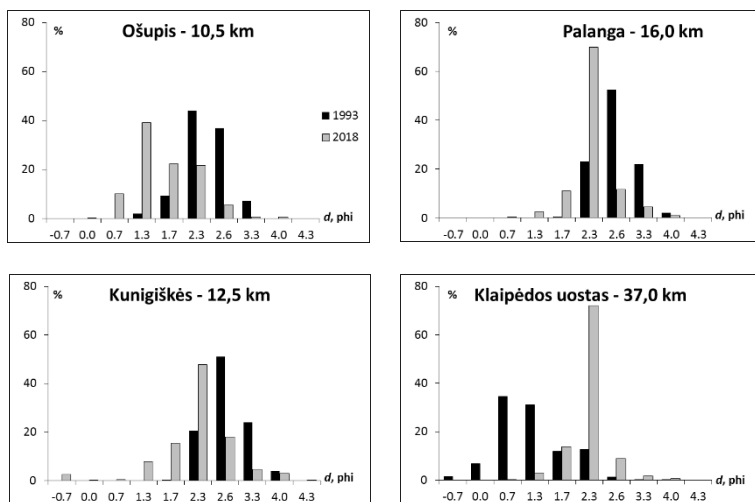 Ošupis - 10,5 km
%
80
60
40
20
0
1993
2018
d, phi
-0.7 0.0 0.7 1.3 1.7 2.3 2.6 3.3 4.0 4.3
Palanga - 16,0 km
%
80
60
40
20
0
d, phi
-0.7 0.0 0.7 1.3 1.7 2.3 2.6 3.3 4.0 4.3
Kunigiškės - 12,5 km
%
80
60
40
20
0
d, phi
-0.7 0.0 0.7 1.3 1.7 2.3 2.6 3.3 4.0 4.3
Klaipėdos uostas - 37,0 km
%
80
60
40
20
0
d, phi
-0.7 0.0 0.7 1.3 1.7 2.3 2.6 3.3 4.0 4.3